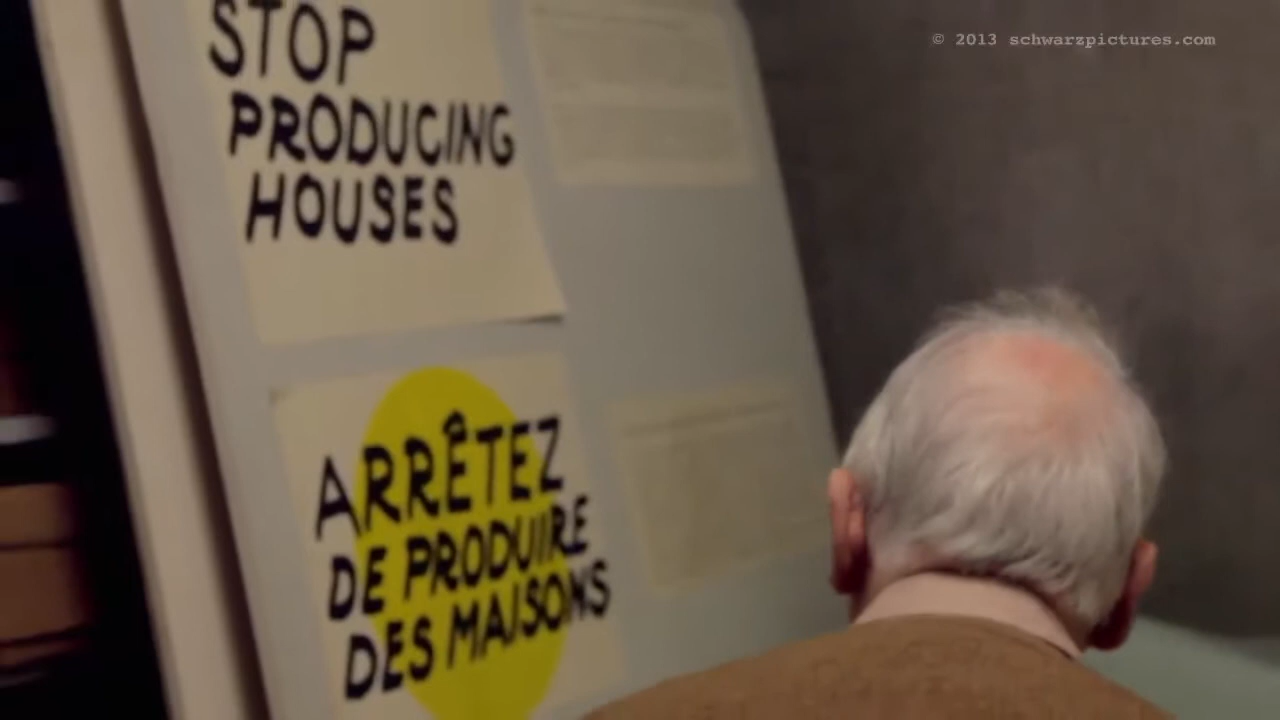 © 2013 schwarzpictures.com
STOP
PRODUCING
HOUSES
ARRÊTEZ
DE PRODUIRE
DES MAISONS